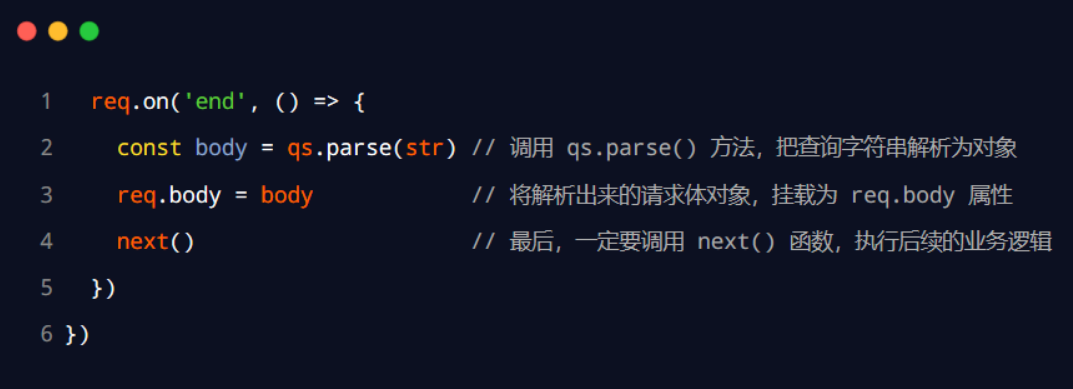 1 req.on('end', () => {
2 const body = qs.parse(str) // 调用 qs.parse() 方法，把查询字符串解析为对象
3 req.body = body // 将解析出来的请求体对象，挂载为 req.body 属性
4 next() // 最后，一定要调用 next() 函数，执行后续的业务逻辑
5 })
6 })